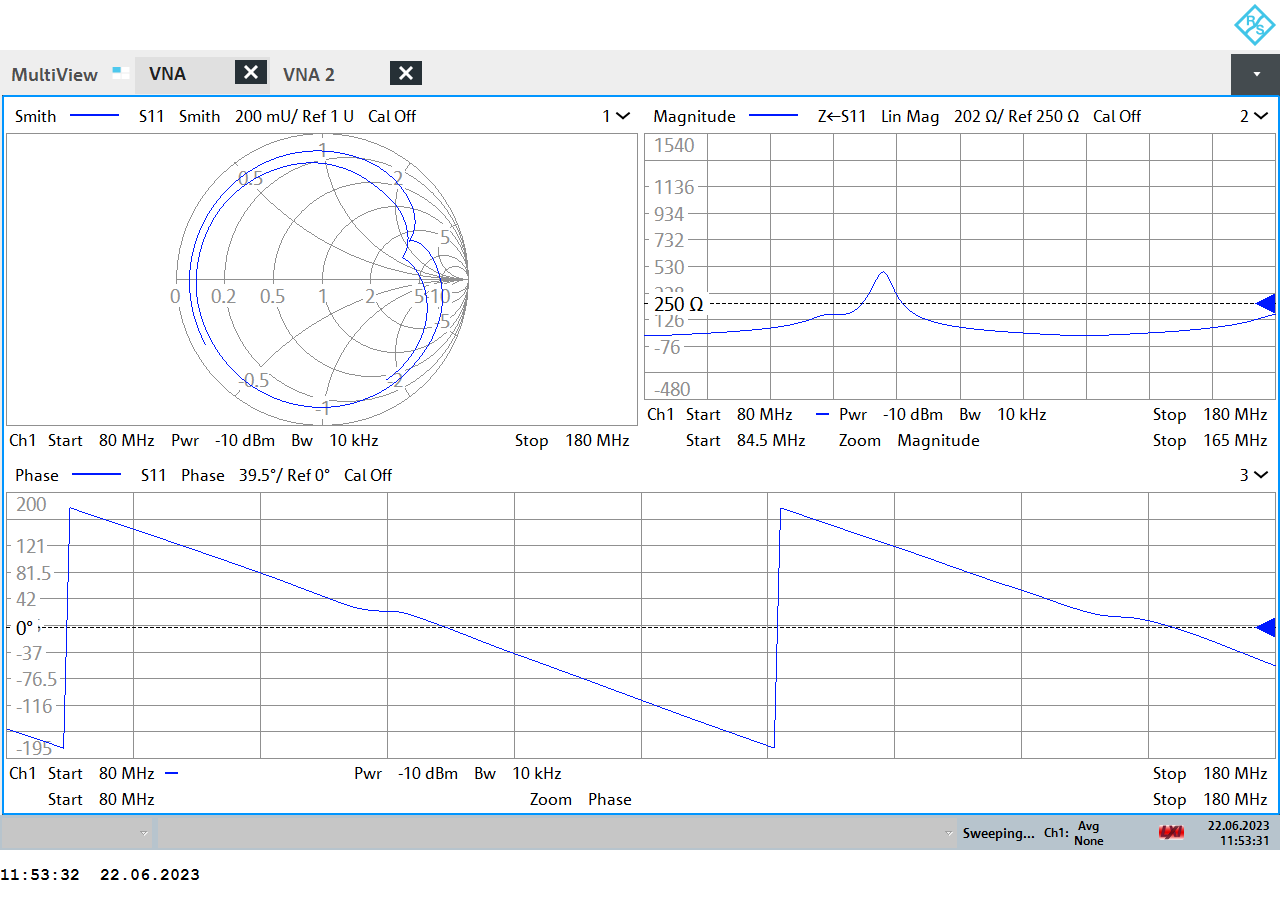 R&S
MultiView VNA VNA 2
Smith S11 Smith 200 mU/ Ref 1 U Cal Off 1
1
0.5 2
5
0 0.2 0.5 1 2 5 10
-5
-0.5 -2
-1
Ch1 Start 80 MHz Pwr -10 dBm Bw 10 kHz Stop 180 MHz
Magnitude Z←S11 Lin Mag 202 Ω/ Ref 250 Ω Cal Off 2
1540
1136
934
732
530
250 Ω
126
-76
-480
Ch1 Start 80 MHz Pwr -10 dBm Bw 10 kHz Stop 180 MHz
Start 84.5 MHz Zoom Magnitude Stop 165 MHz
Phase S11 Phase 39.5°/ Ref 0° Cal Off 3
200
121
81.5
42
0°
-37
-76.5
-116
-195
Ch1 Start 80 MHz Pwr -10 dBm Bw 10 kHz Stop 180 MHz
Start 80 MHz Zoom Phase Stop 180 MHz
Sweeping... Ch1: Avg None
LXI
22.06.2023
11:53:31
11:53:32 22.06.2023